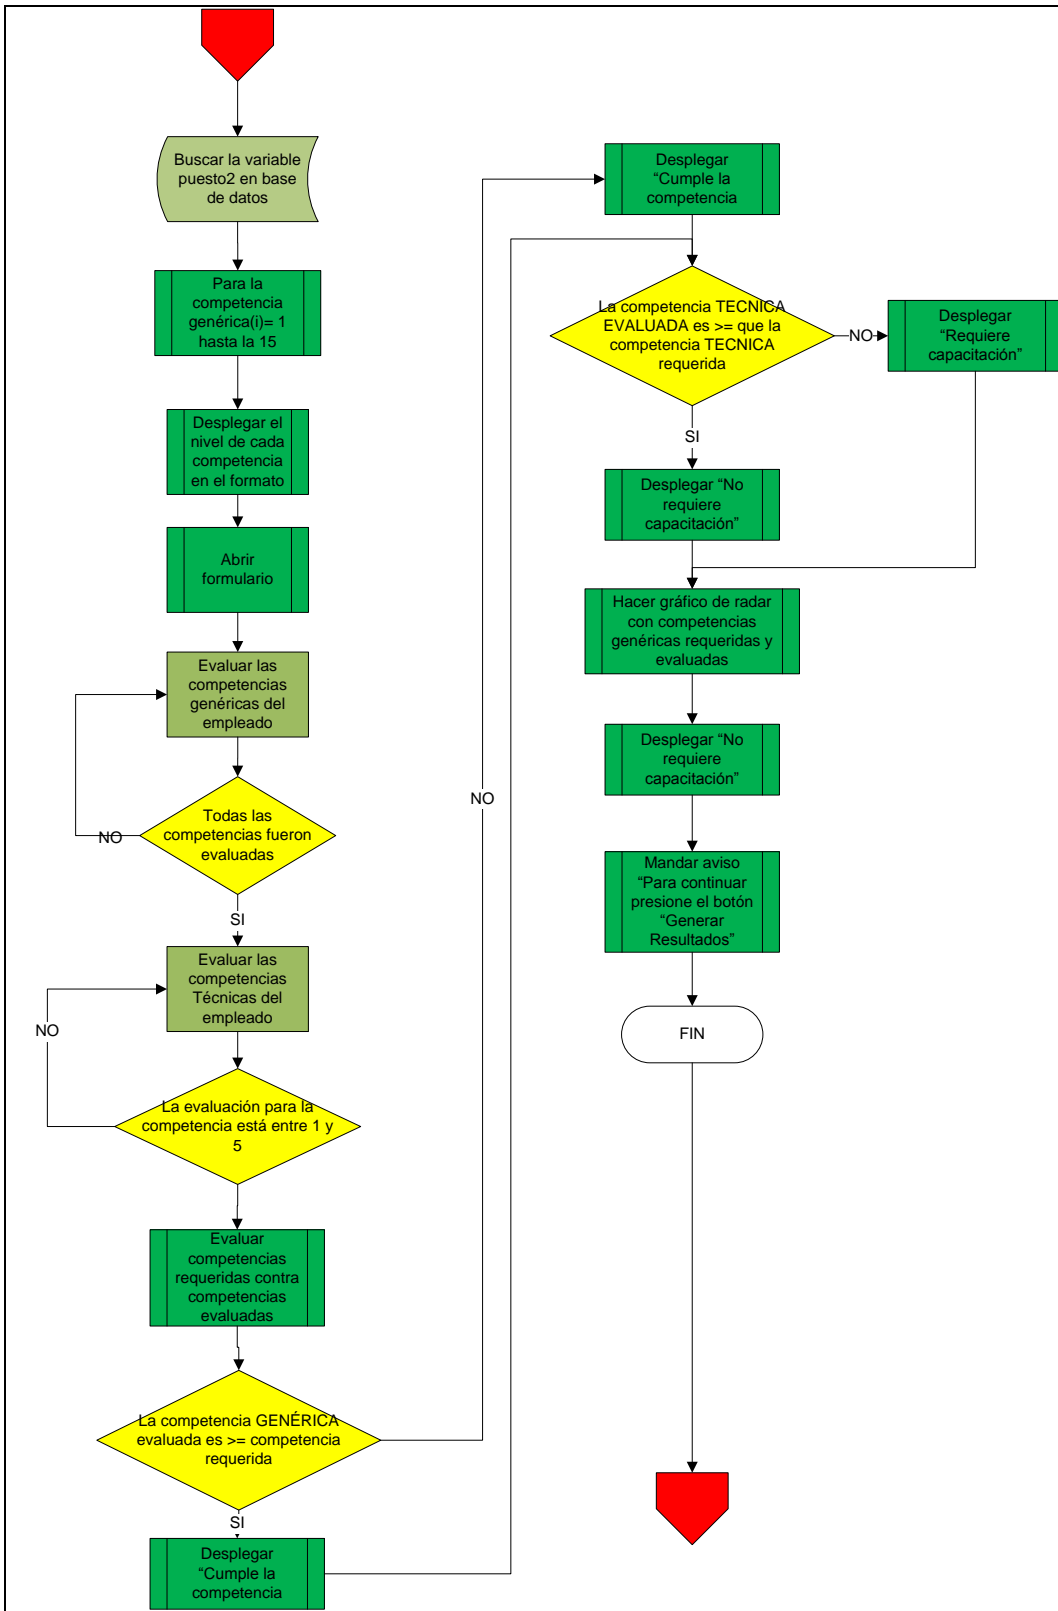 Buscar la variable
puesto2 en base
de datos
Para la
competencia
genérica(i)= 1
hasta la 15
Desplegar el
nivel de cada
competencia
en el formato
Abrir
formulario
Evaluar las
competencias
genéricas del
empleado
Todas las
competencias fueron
evaluadas
NO
SI
Evaluar las
competencias
Técnicas del
empleado
NO
La evaluación para la
competencia está entre 1 y
5
Evaluar
competencias
requeridas contra
competencias
evaluadas
La competencia GENÉRICA
evaluada es >= competencia
requerida
SI
Desplegar
“Cumple la
competencia
NO
Desplegar
“Cumple la
competencia
La competencia TECNICA
EVALUADA es >= que la
competencia TECNICA
requerida
NO
Desplegar
“Requiere
capacitación”
SI
Desplegar “No
requiere
capacitación”
Hacer gráfico de radar
con competencias
genéricas requeridas y
evaluadas
Desplegar “No
requiere
capacitación”
Mandar aviso
“Para continuar
presione el botón
“Generar
Resultados”
FIN